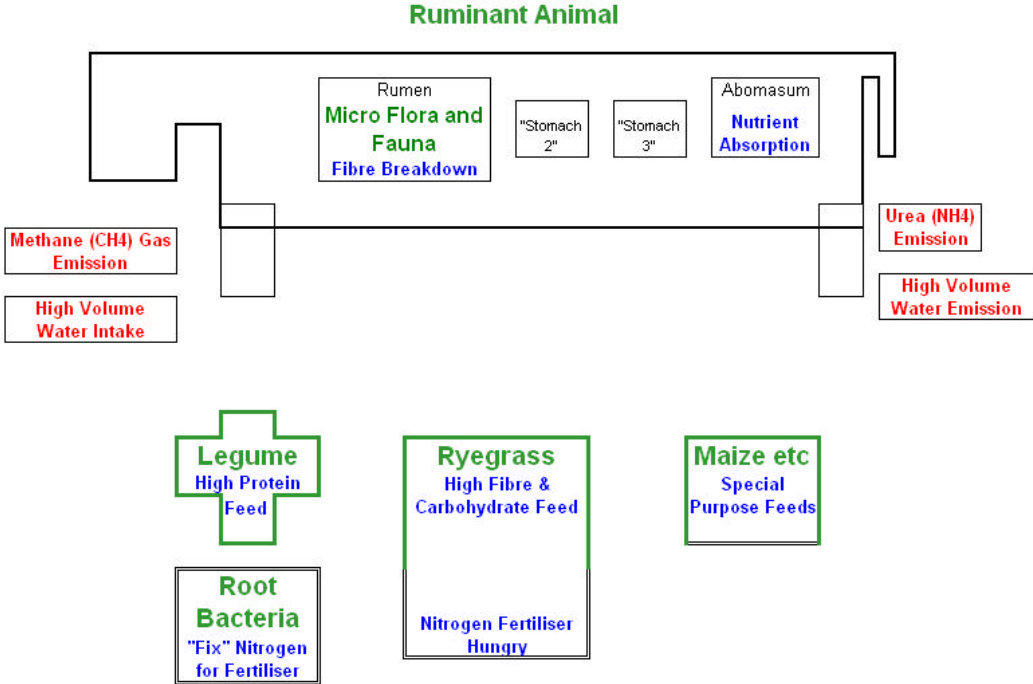 Ruminant Animal
Rumen
Micro Flora and
Fauna
Fibre Breakdown
"Stomach
2"
"Stomach
3"
Abomasum
Nutrient
Absorption
Methane (CH4) Gas
Emission
High Volume
Water Intake
Urea (NH4)
Emission
High Volume
Water Emission
Legume
High Protein
Feed
Root
Bacteria
"Fix" Nitrogen
for Fertiliser
Ryegrass
High Fibre &
Carbohydrate Feed
Nitrogen Fertiliser
Hungry
Maize etc
Special
Purpose Feeds